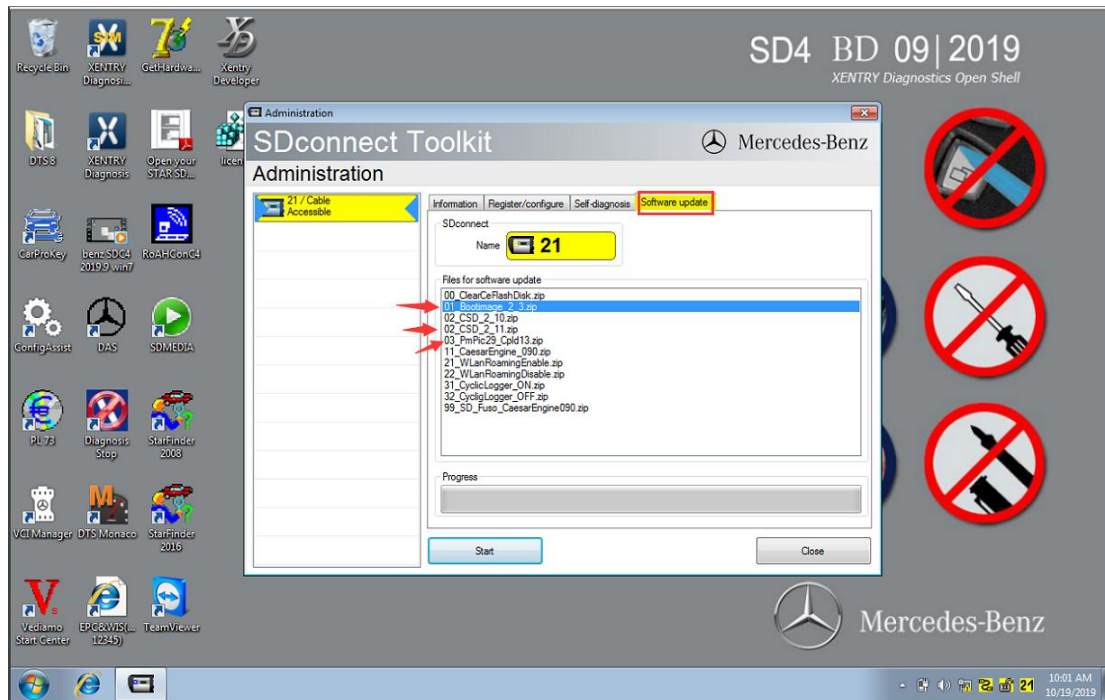 Recycle Bin
XENTRY
Diagnosi...
GetHardwa...
Xentry
Developer
SD4 BD 09|2019
XENTRY Diagnostics Open Shell
DTS8
XENTRY
Diagnosis
Open your
STAR SD...
licen
CarProKey
benz SDC4
2019.9 win7
RoAHConC4
ConfigAssist
DAS
SDMEDIA
PL 73
Diagnosis
Stop
StarFinder
2008
VCI Manager
DTS Monaco
StarFinder
2016
Vediamo
Start Center
EPC&WIS(...
12345)
TeamViewer
Administration
SDconnect Toolkit
Mercedes-Benz
Administration
21 / Cable
Accessible
Information
Register/configure
Self-diagnosis
Software update
SDconnect
Name
21
Files for software update
00_ClearCeFlashDisk.zip
01_Bootimage_2_3.zip
02_CSD_2_10.zip
02_CSD_2_11.zip
03_PmPic29_Cpld13.zip
11_CaesarEngine_090.zip
21_WLanRoamingEnable.zip
22_WLanRoamingDisable.zip
31_CyclicLogger_ON.zip
32_CycligLogger_OFF.zip
99_SD_Fuso_CaesarEngine090.zip
Progress
Start
Close
Mercedes-Benz
21
10:01 AM
10/19/2019